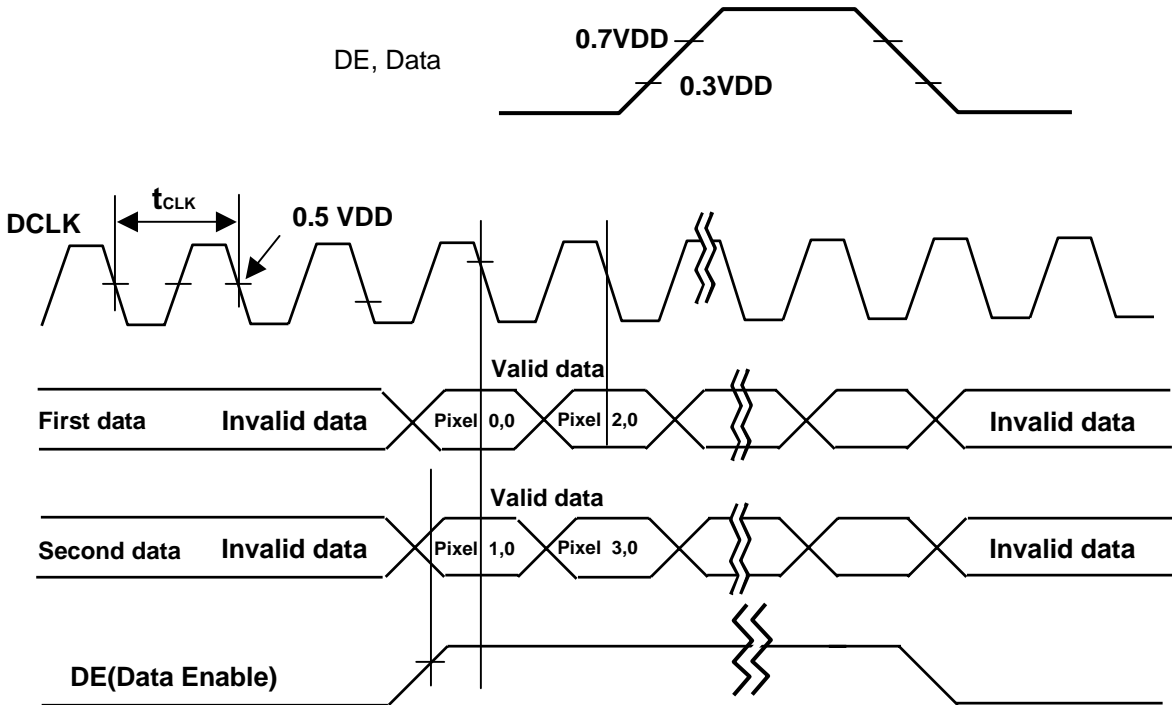 0.7VDD
DE, Data
0.3VDD
tCLK
DCLK
0.5 VDD
Valid data
First data Invalid data Pixel 0,0 Pixel 2,0 Invalid data
Valid data
Second data Invalid data Pixel 1,0 Pixel 3,0 Invalid data
DE(Data Enable)